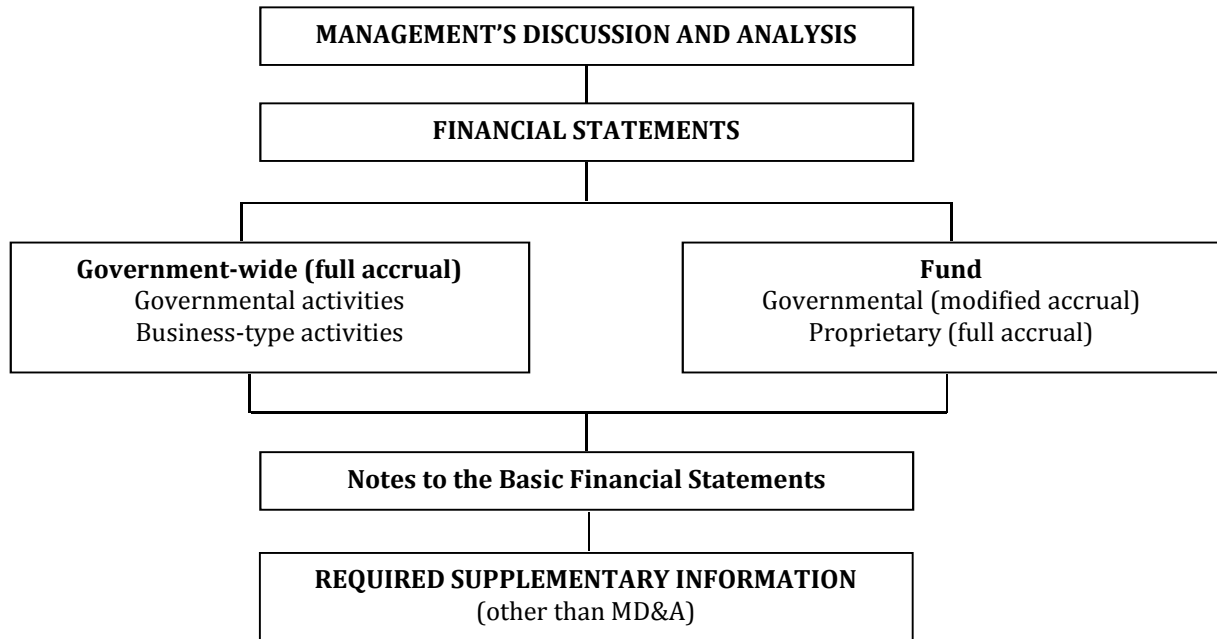 MANAGEMENT’S DISCUSSION AND ANALYSIS
FINANCIAL STATEMENTS
Government-wide (full accrual)
Governmental activities
Business-type activities
Fund
Governmental (modified accrual)
Proprietary (full accrual)
Notes to the Basic Financial Statements
REQUIRED SUPPLEMENTARY INFORMATION
(other than MD&A)